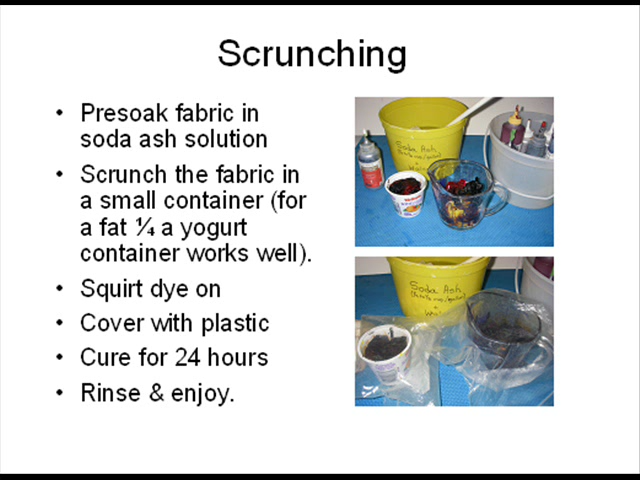 Scrunching
• Presoak fabric in
soda ash solution
• Scrunch the fabric in
a small container (for
a fat ¼ a yogurt
container works well).
• Squirt dye on
• Cover with plastic
• Cure for 24 hours
• Rinse & enjoy.
Soda Ash
Soda Ash